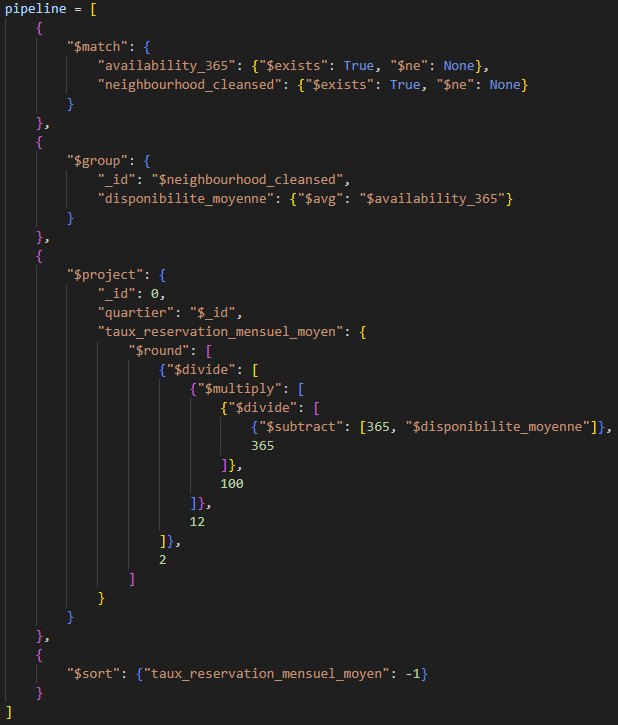 pipeline = [
    {
        "$match": {
            "availability_365": {"$exists": True, "$ne": None},
            "neighbourhood_cleansed": {"$exists": True, "$ne": None}
        }
    },
    {
        "$group": {
            "_id": "$neighbourhood_cleansed",
            "disponibilite_moyenne": {"$avg": "$availability_365"}
        }
    },
    {
        "$project": {
            "_id": 0,
            "quartier": "$_id",
            "taux_reservation_mensuel_moyen": {
                "$round": [
                    {"$divide": [
                        {"$multiply": [
                            {"$divide": [
                                {"$subtract": [365, "$disponibilite_moyenne"]},
                                365
                            ]},
                            100
                        ]},
                        12
                    ]},
                    2
                ]
            }
        }
    },
    {
        "$sort": {"taux_reservation_mensuel_moyen": -1}
    }
]